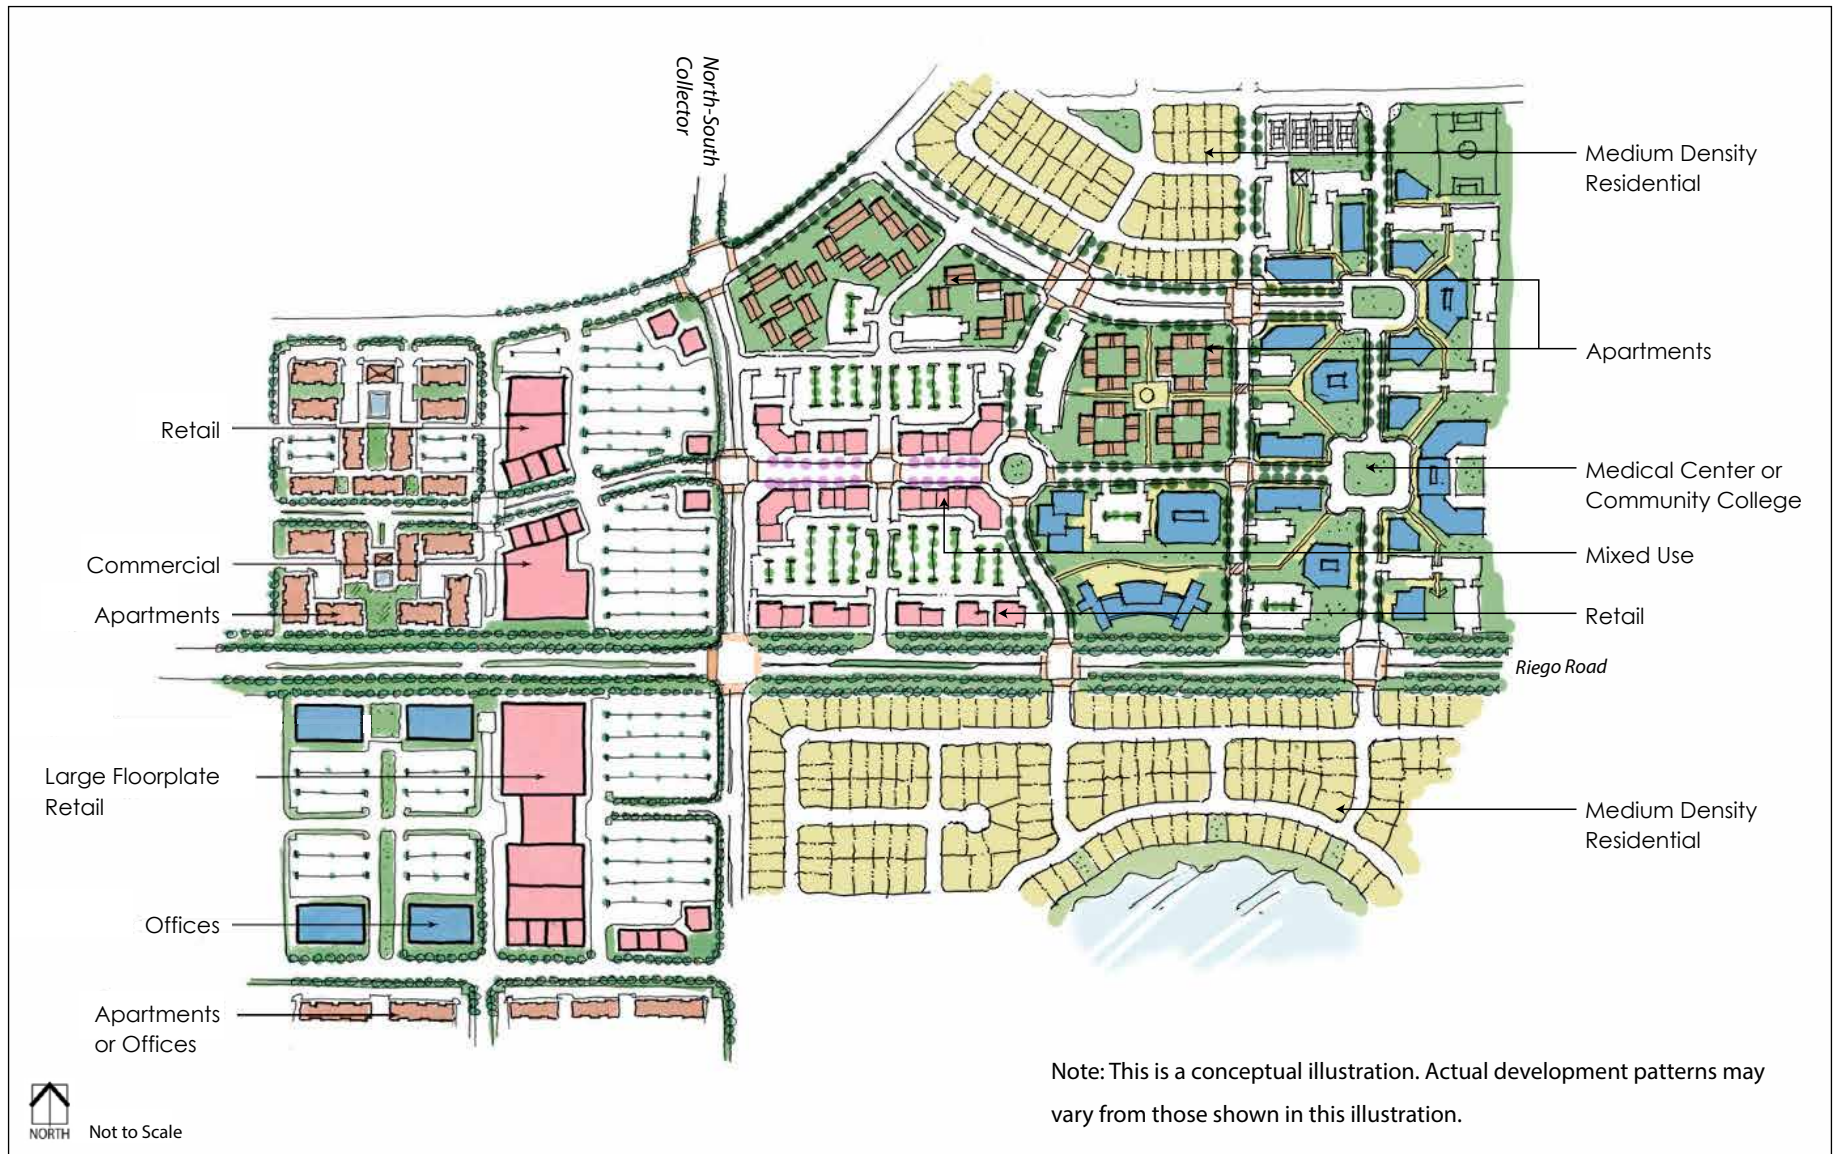 North-South
Collector
Medium Density
Residential
Apartments
Retail
Medical Center or
Community College
Commercial
Mixed Use
Apartments
Retail
Riego Road
Large Floorplate
Retail
Medium Density
Residential
Offices
Apartments
or Offices
Note: This is a conceptual illustration. Actual development patterns may
vary from those shown in this illustration.
NORTH
Not to Scale